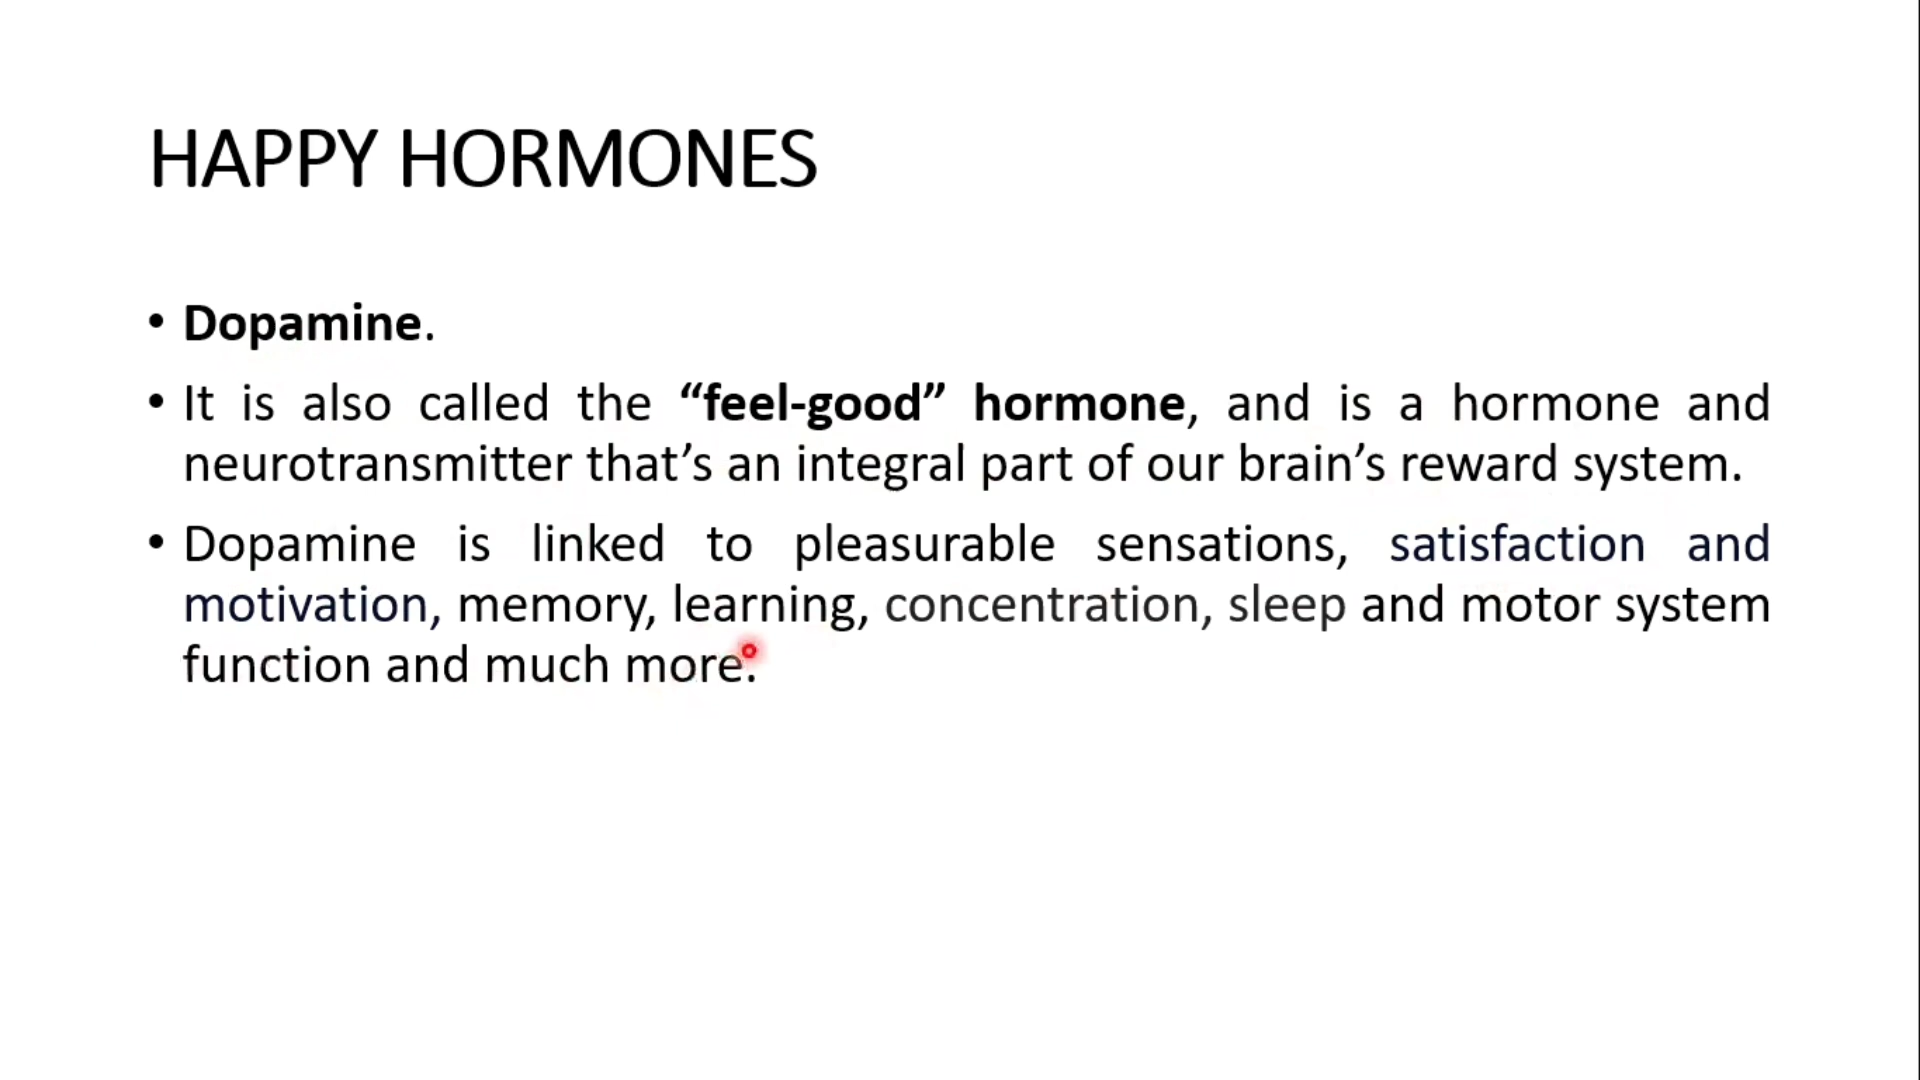 HAPPY HORMONES
• Dopamine.
• It is also called the “feel-good” hormone, and is a hormone and
neurotransmitter that’s an integral part of our brain’s reward system.
• Dopamine is linked to pleasurable sensations, satisfaction and
motivation, memory, learning, concentration, sleep and motor system
function and much more.